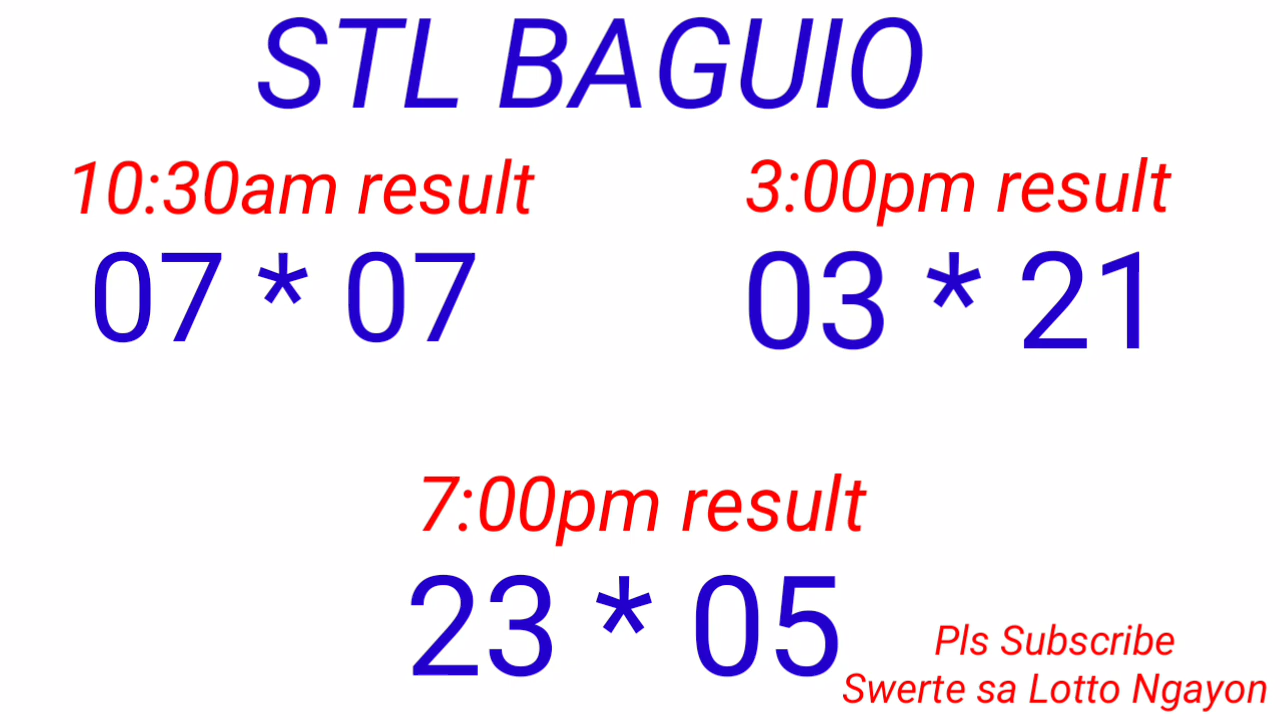 STL BAGUIO
10:30am result
07 * 07
3:00pm result
03 * 21
7:00pm result
23 * 05
Pls Subscribe
Swerte sa Lotto Ngayon